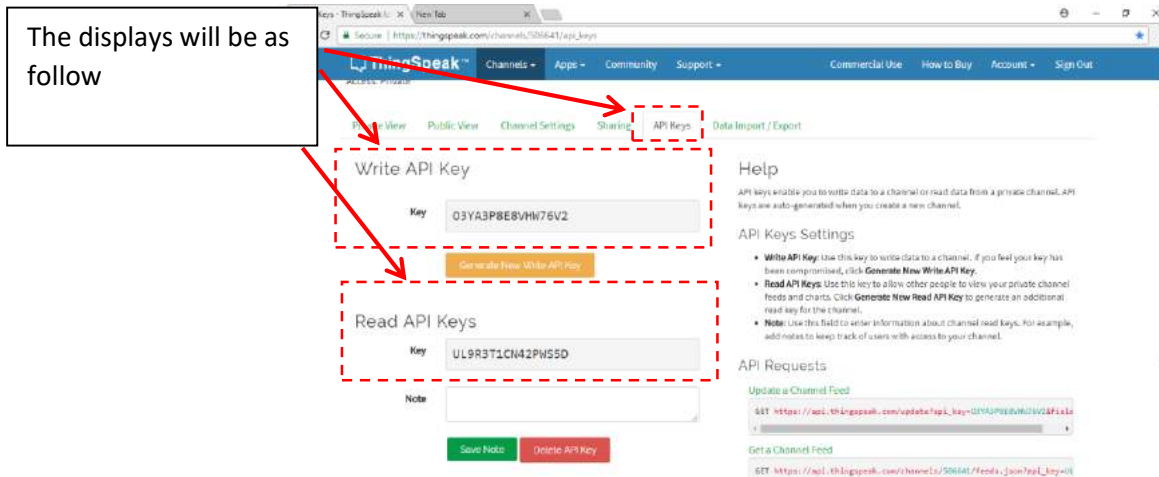 Keys - ThingSpeak X New Tab X
The displays will be as
follow
Secure | https://thingspeak.com/channels/506641/api_keys
ThingSpeak™ Channels Apps Community Support Commercial Use How to Buy Account Sign Out
Access: Private
Private View Public View Channel Settings Sharing API Keys Data Import / Export
Write API Key
Key
O3YA3P8E8VHW76V2
Generate New Write API Key
Read API Keys
Key
UL9R3T1CN42PWS5D
Note
Save Note Delete API Key
Help
API keys enable you to write data to a channel or read data from a private channel. API
keys are auto-generated when you create a new channel.
API Keys Settings
• Write API Key: Use this key to write data to a channel. If you feel your key has
been compromised, click Generate New Write API Key.
• Read API Keys: Use this key to allow other people to view your private channel
feeds and charts. Click Generate New Read API Key to generate an additional
read key for the channel.
• Note: Use this field to enter information about channel read keys. For example,
add notes to keep track of users with access to your channel.
API Requests
Update a Channel Feed
GET https://api.thingspeak.com/update?api_key=O3YA3P8E8VHW76V2&field
Get a Channel Feed
GET https://api.thingspeak.com/channels/506641/feeds.json?api_key=UL